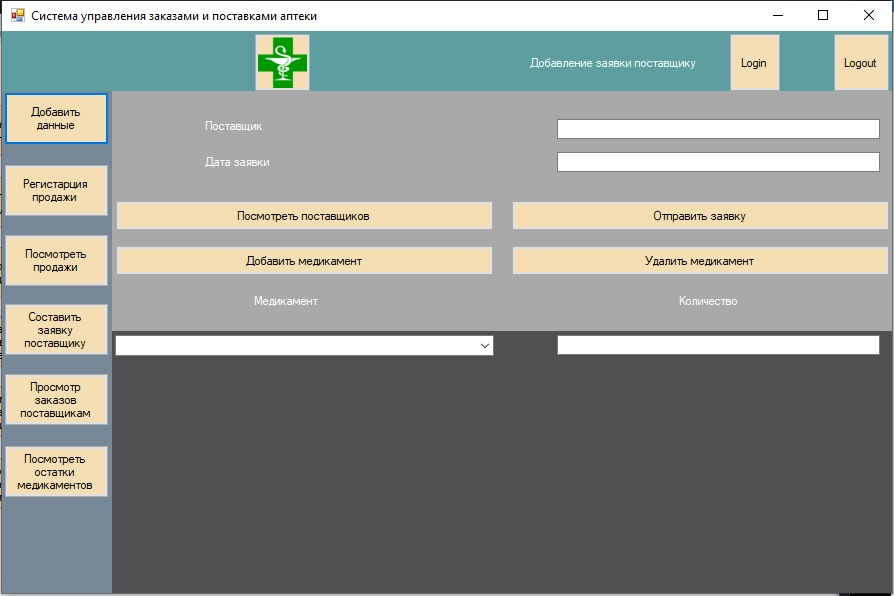 Система управления заказами и поставками аптеки
Добавление заявки поставщику
Login
Logout
Добавить
данные
Регистарция
продажи
Посмотреть
продажи
Составить
заявку
поставщику
Просмотр
заказов
поставщикам
Посмотреть
остатки
медикаментов
Поставщик
Дата заявки
Посмотреть поставщиков
Отправить заявку
Добавить медикамент
Удалить медикамент
Медикамент
Количество